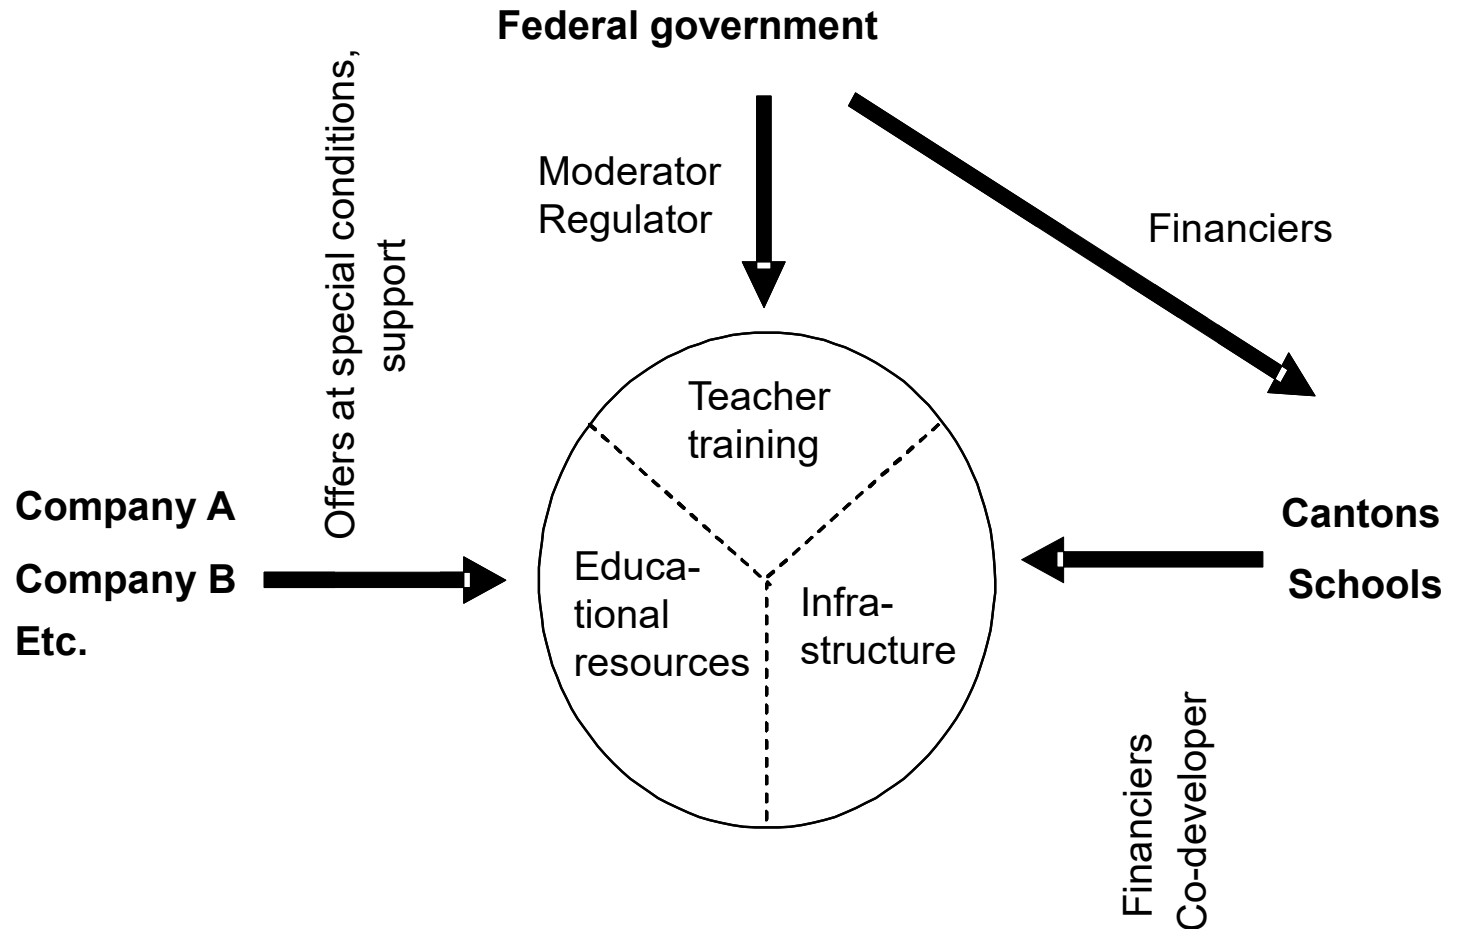 Federal government
Offers at special conditions,
support
Moderator
Regulator
Financiers
Teacher
training
Company A
Company B
Etc.
Educa-
tional
resources
Infra-
structure
Cantons
Schools
Financiers
Co-developer